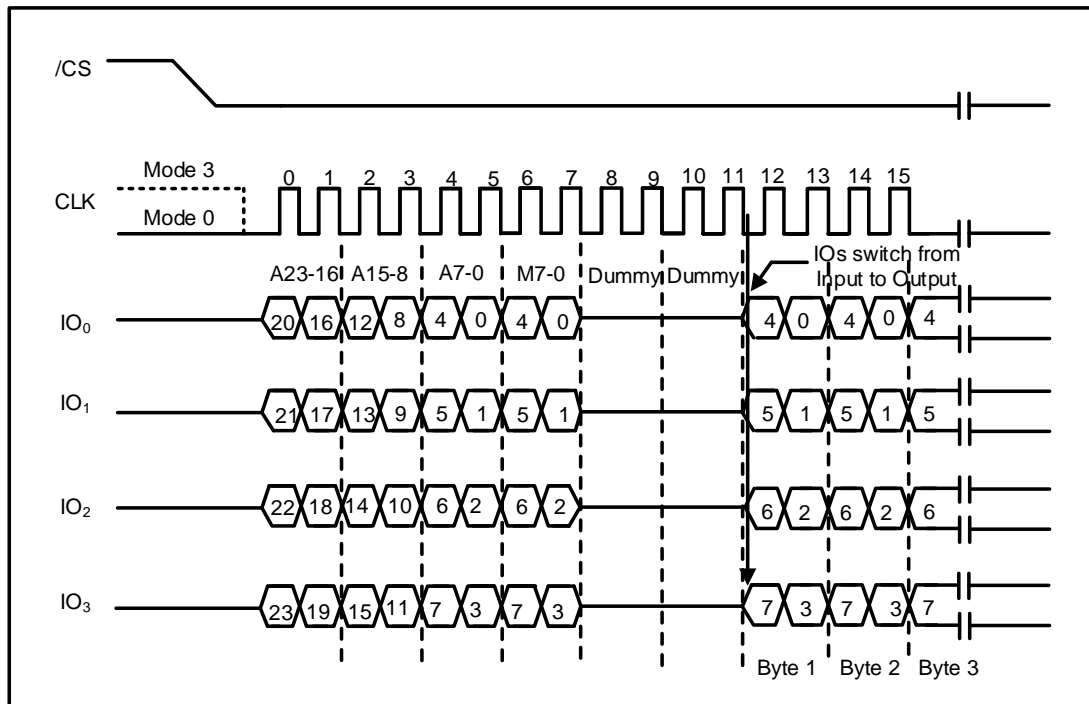 /CS
Mode 3
CLK
Mode 0
0 1 2 3 4 5 6 7 8 9 10 11 12 13 14 15
IOs switch from
Input to Output
A23-16 A15-8 A7-0 M7-0 Dummy Dummy
IO0 20 16 12 8 4 0 4 0 4 0 4 0 4
IO1 21 17 13 9 5 1 5 1 5 1 5 1 5
IO2 22 18 14 10 6 2 6 2 6 2 6 2 6
IO3 23 19 15 11 7 3 7 3 7 3 7 3 7
Byte 1 Byte 2 Byte 3